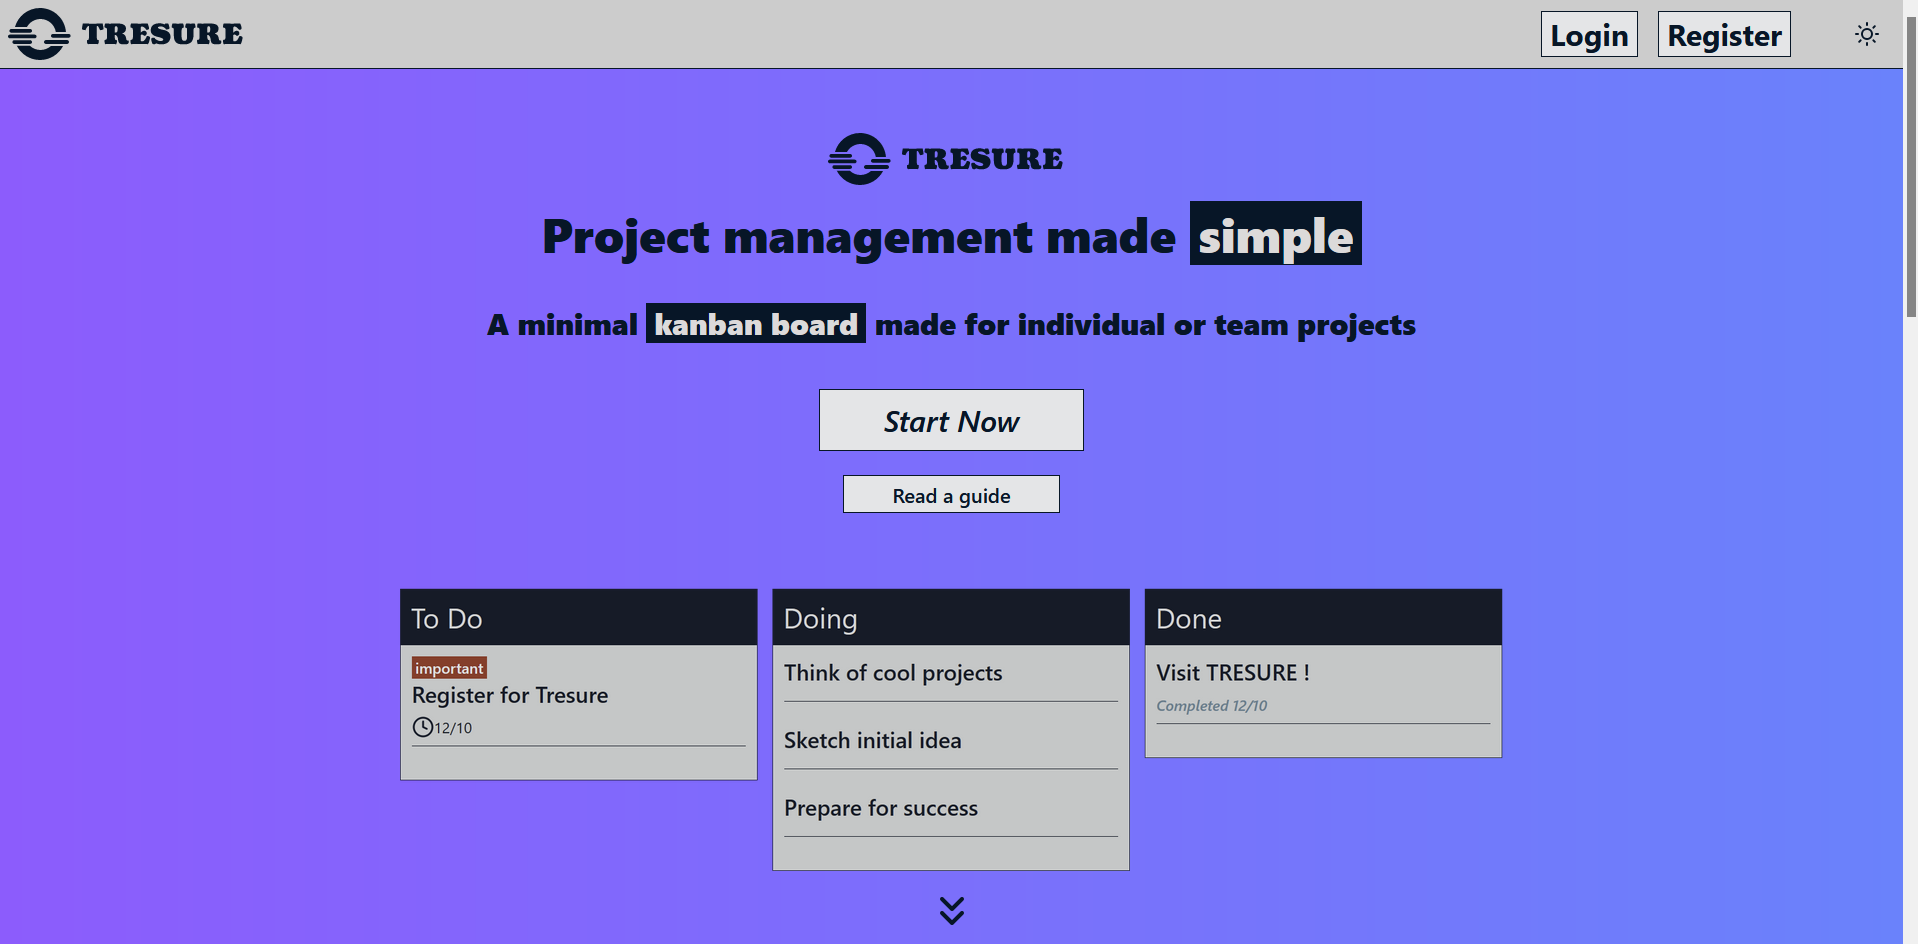 TRESURE
Login
Register
TRESURE
Project management made simple
A minimal kanban board made for individual or team projects
Start Now
Read a guide
To Do
important
Register for Tresure
12/10
Doing
Think of cool projects
Sketch initial idea
Prepare for success
Done
Visit TRESURE !
Completed 12/10